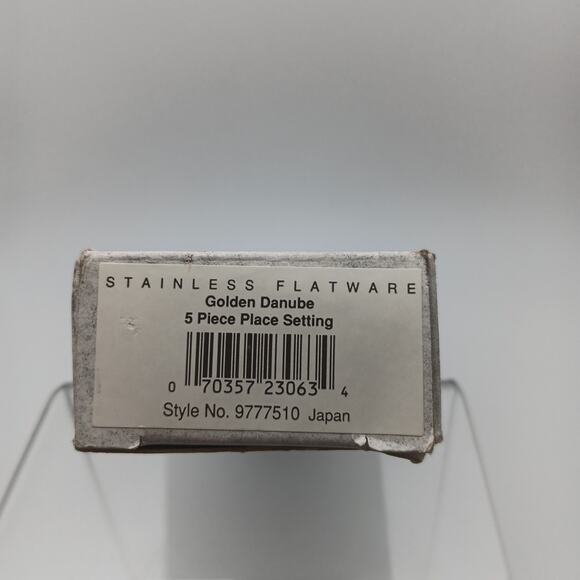 STAINLESS FLATWARE
Golden Danube
5 Piece Place Setting
0 70357 23063 4
Style No. 9777510 Japan